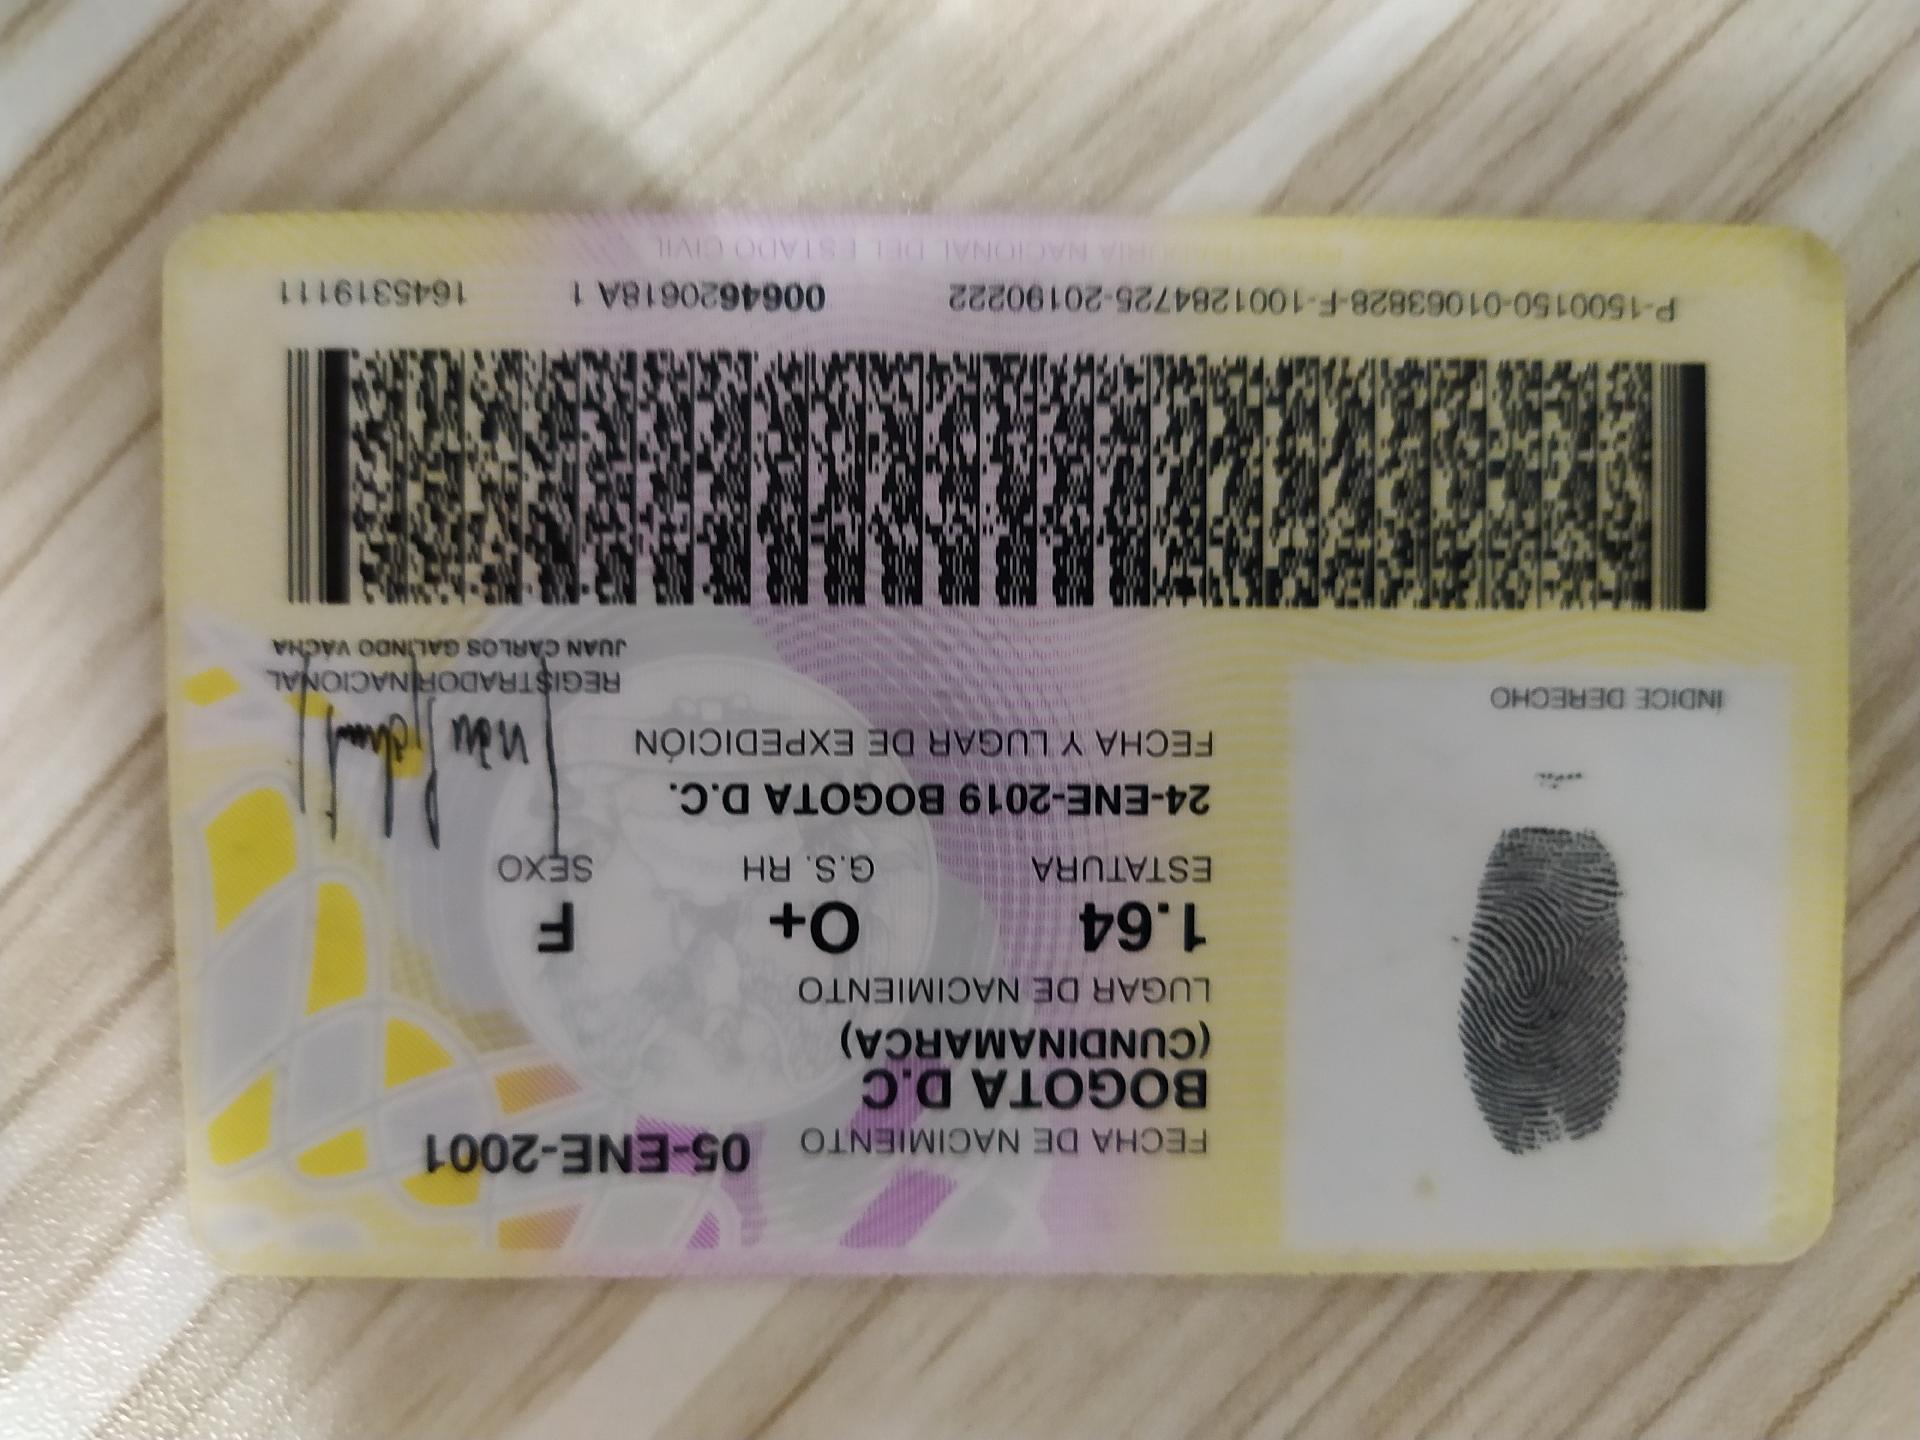 FECHA DE NACIMIENTO 05-ENE-2001
BOGOTA D.C
(CUNDINAMARCA)
LUGAR DE NACIMIENTO
1.64 O+ F
ESTATURA G.S. RH SEXO
24-ENE-2019 BOGOTA D.C.
FECHA Y LUGAR DE EXPEDICIÓN
ÍNDICE DERECHO
REGISTRADOR NACIONAL
JUAN CARLOS GALINDO VÁCHA
P-1500150-01063828-F-1001284725-20190222 0064620618A 1 1645319111
REGISTRADURIA NACIONAL DEL ESTADO CIVIL